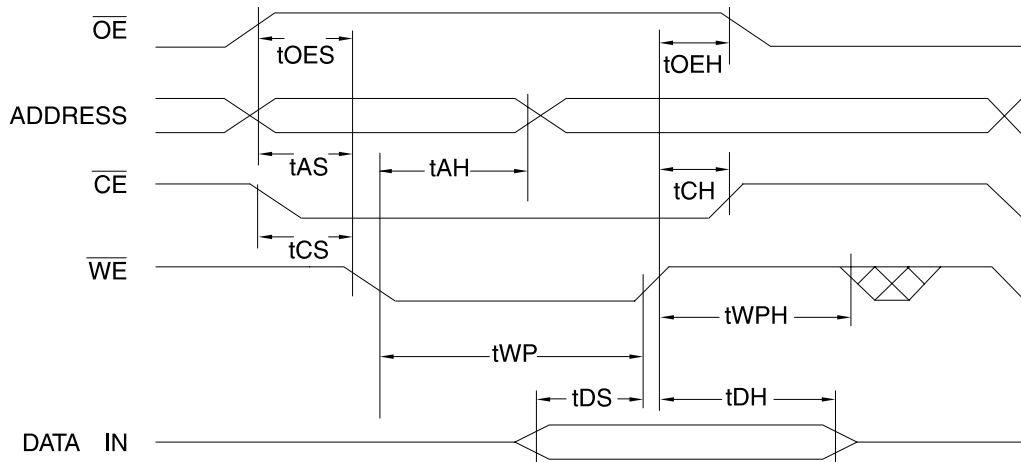 OE
tOES
tOEH
ADDRESS
tAS
tAH
CE
tCH
tCS
WE
tWPH
tWP
tDS
tDH
DATA IN